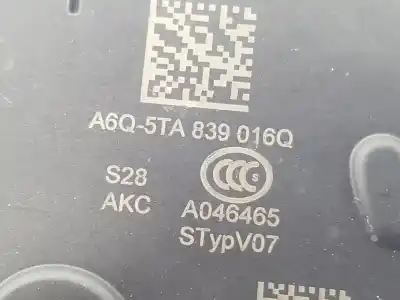 A6Q-5TA 839 016Q
S28 CCC S
AKC A046465
STypV07